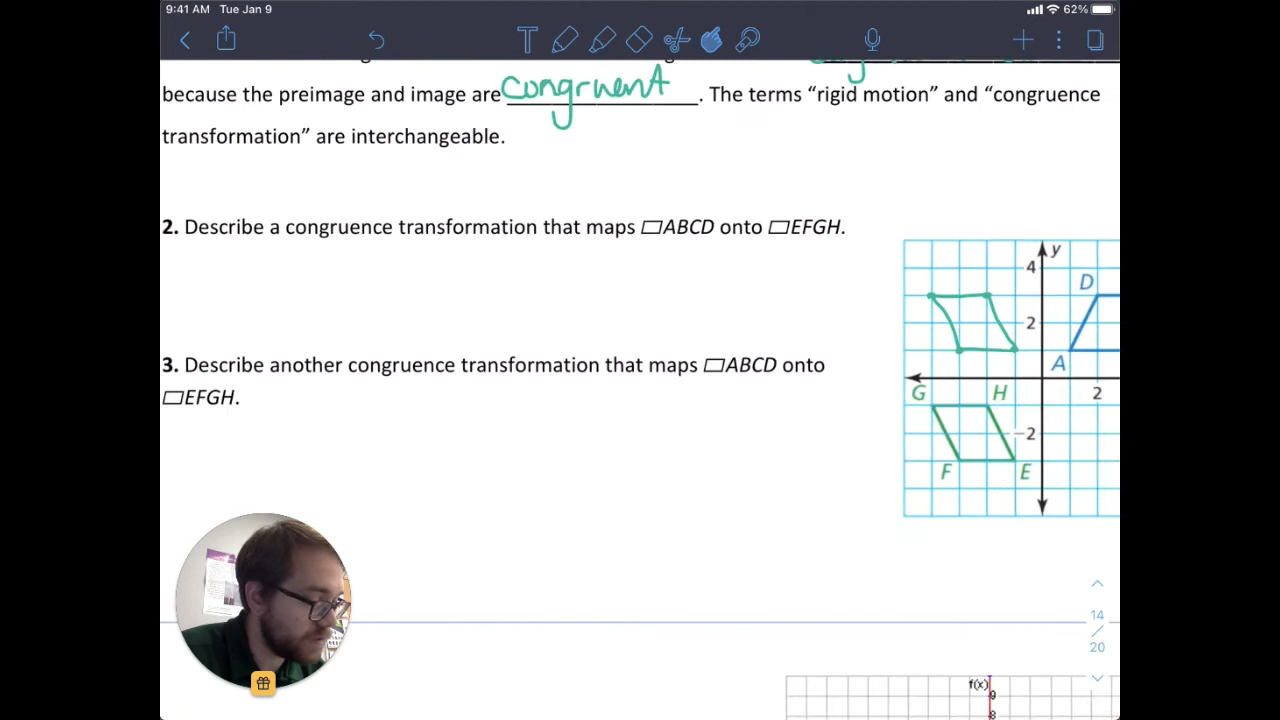 9:41 AM Tue Jan 9
62%
because the preimage and image are congruent. The terms “rigid motion” and “congruence
transformation” are interchangeable.
2. Describe a congruence transformation that maps ▱ABCD onto ▱EFGH.
y
4
D
2
3. Describe another congruence transformation that maps ▱ABCD onto
A
▱EFGH.
G H 2
−2
F E
14
/
20
f(x)
9
8